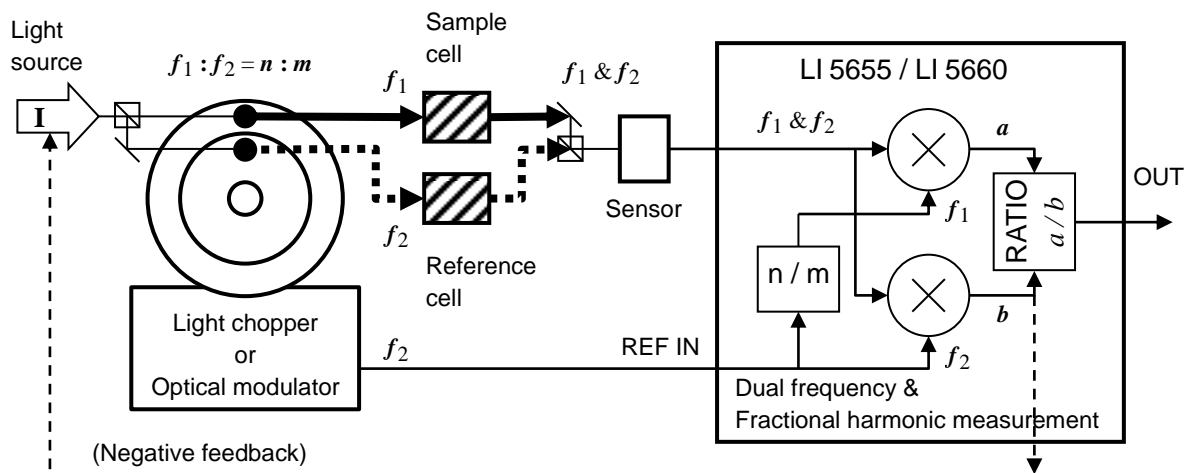 Light
source
I
f1 : f2 = n : m
f1
Sample
cell
f1 & f2
f2
Reference
cell
Sensor
Light chopper
or
Optical modulator
f2
REF IN
(Negative feedback)
LI 5655 / LI 5660
f1 & f2
a
f1
n / m
b
f2
RATIO
a / b
OUT
Dual frequency &
Fractional harmonic measurement